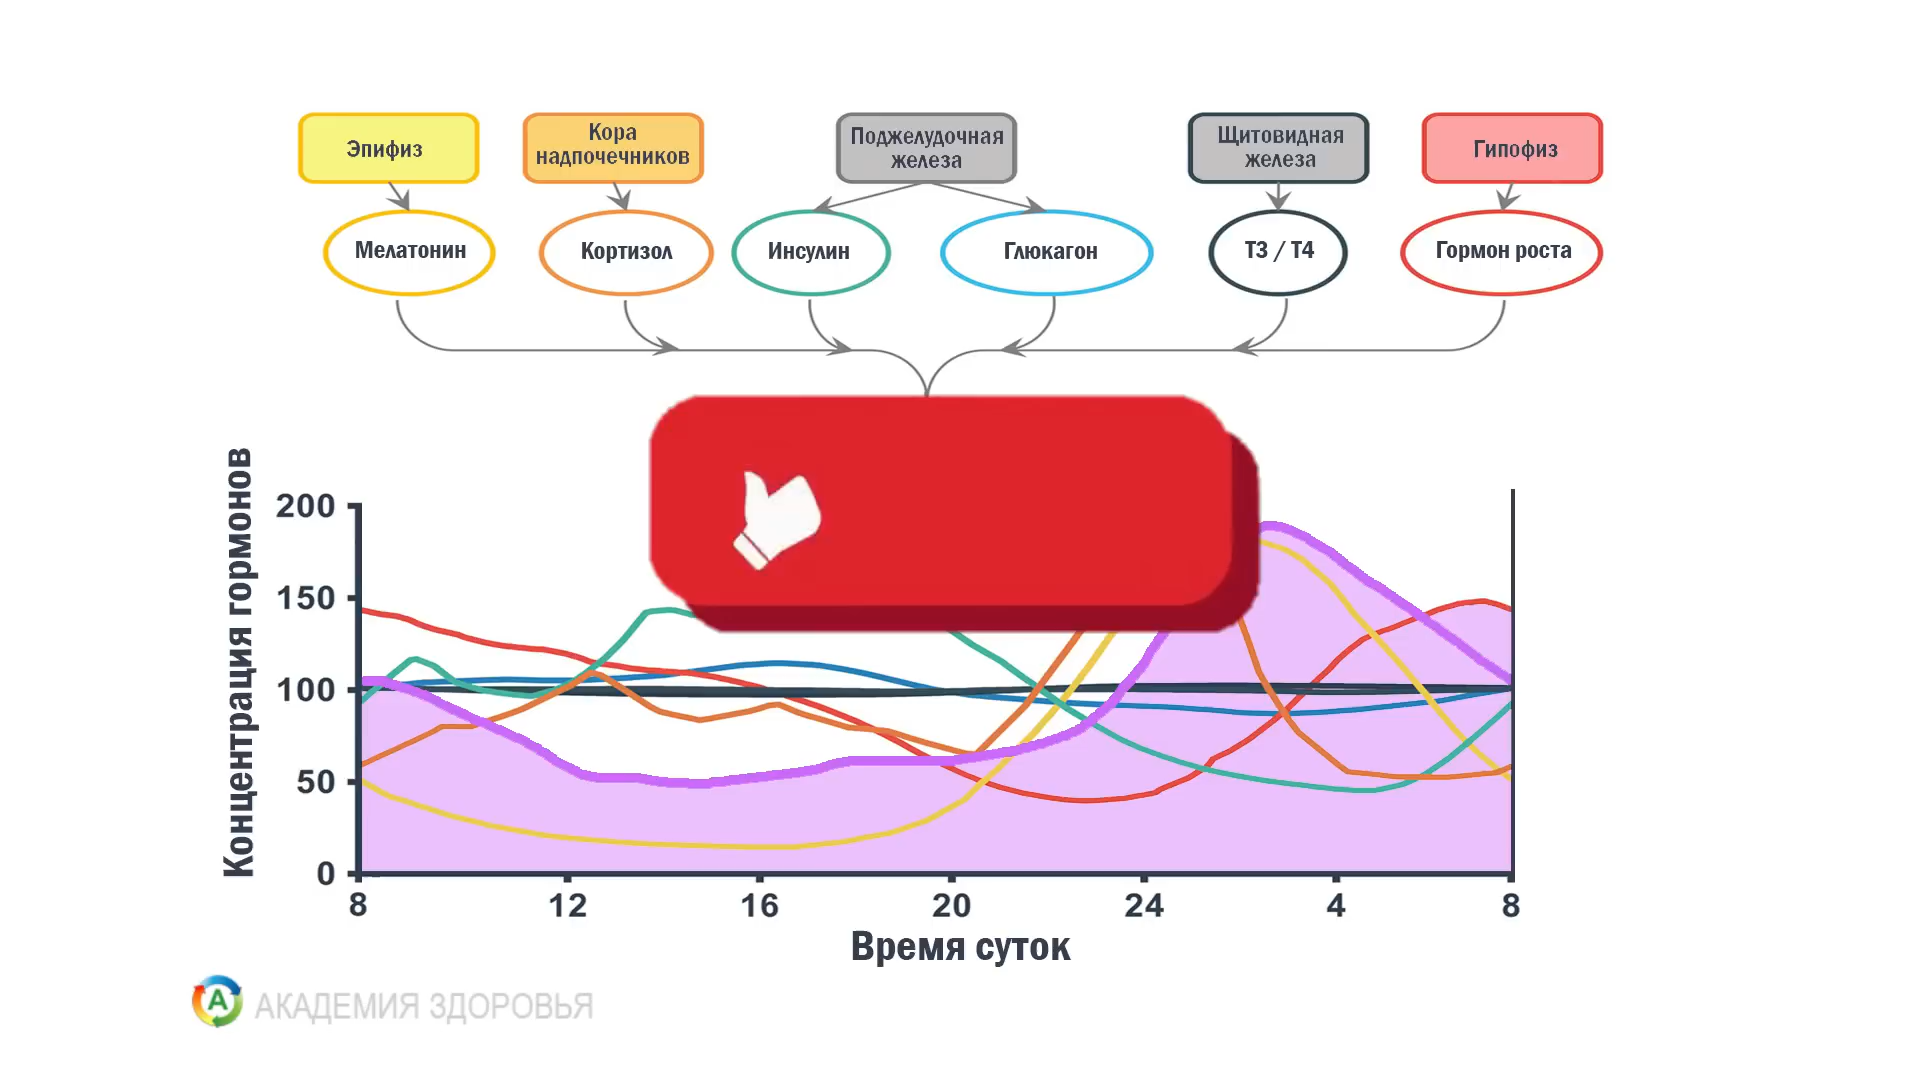 Эпифиз
Кора
надпочечников
Поджелудочная
железа
Щитовидная
железа
Гипофиз
Мелатонин
Кортизол
Инсулин
Глюкагон
Т3 / Т4
Гормон роста
Концентрация гормонов
200
150
100
50
0
8
12
16
20
24
4
8
Время суток
А
АКАДЕМИЯ ЗДОРОВЬЯ